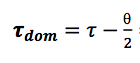 τ_dom = τ − θ/2